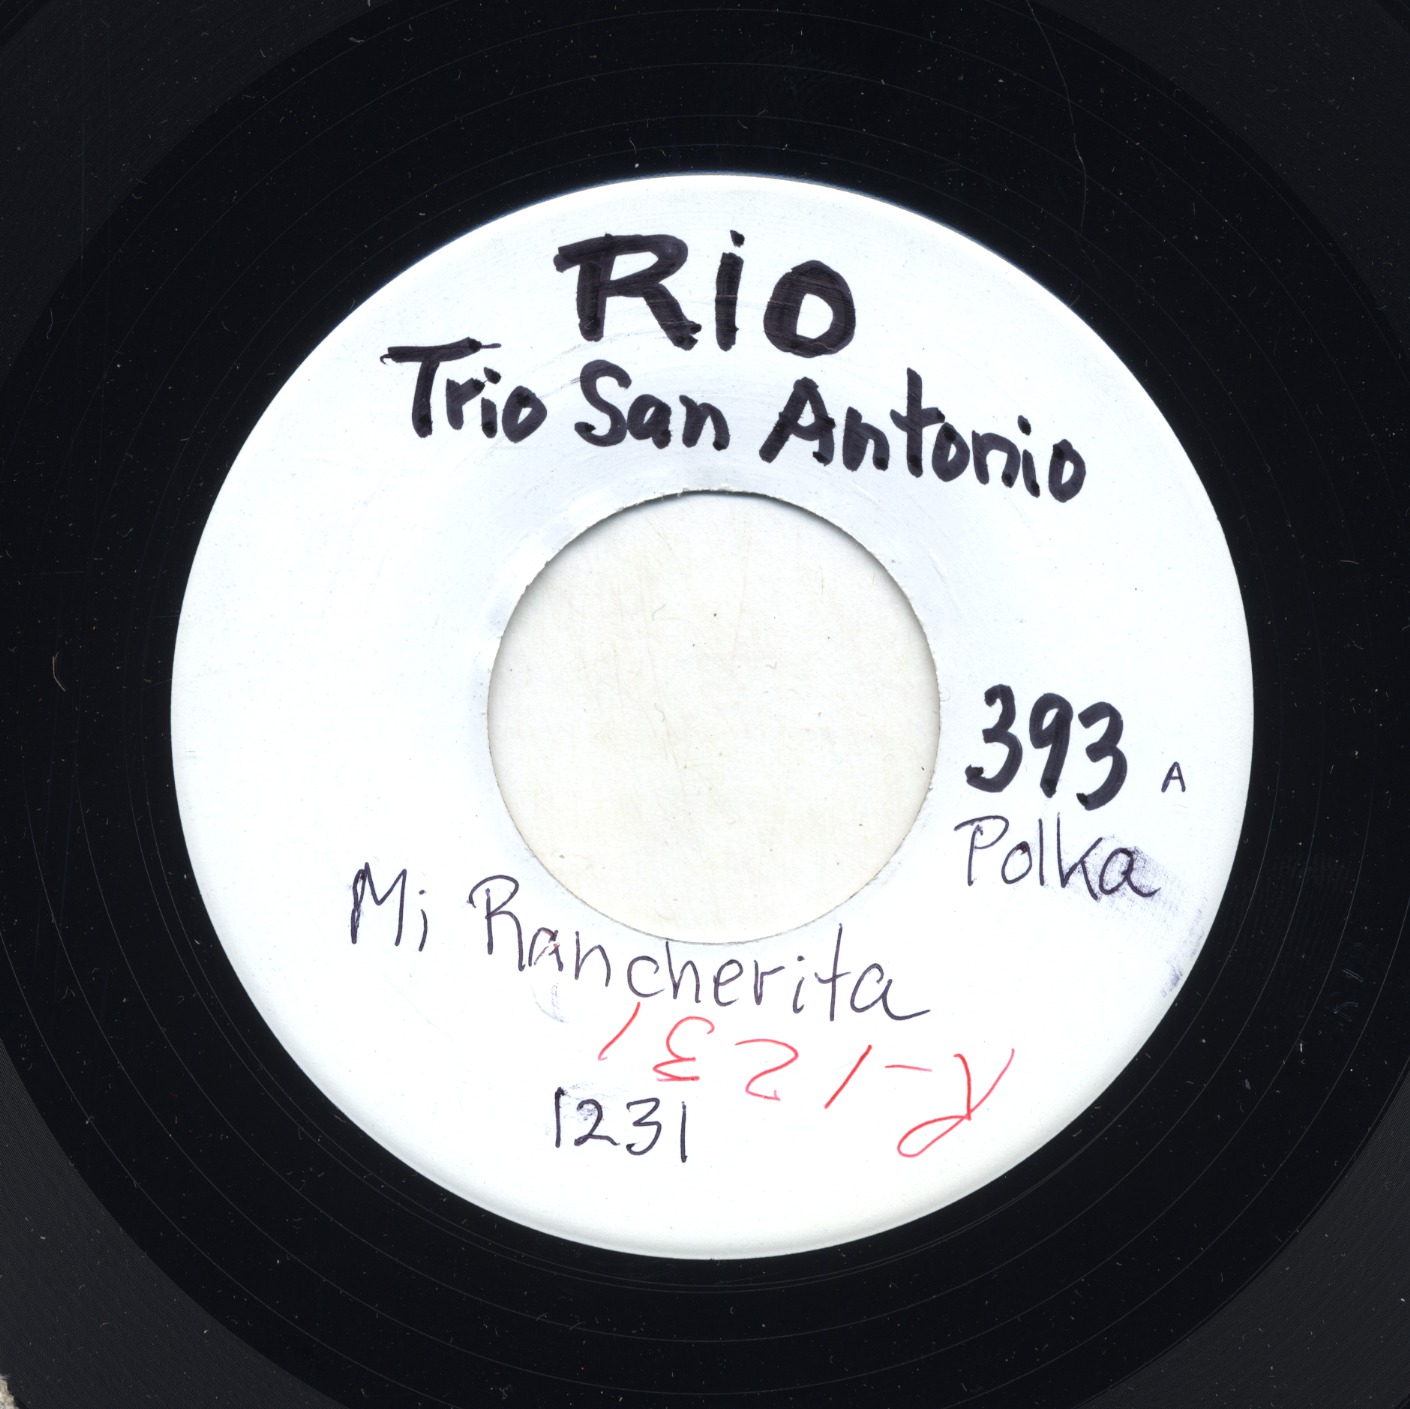 Rio
Trio San Antonio
393 A
Polka
Mi Rancherita
R-1231
1231